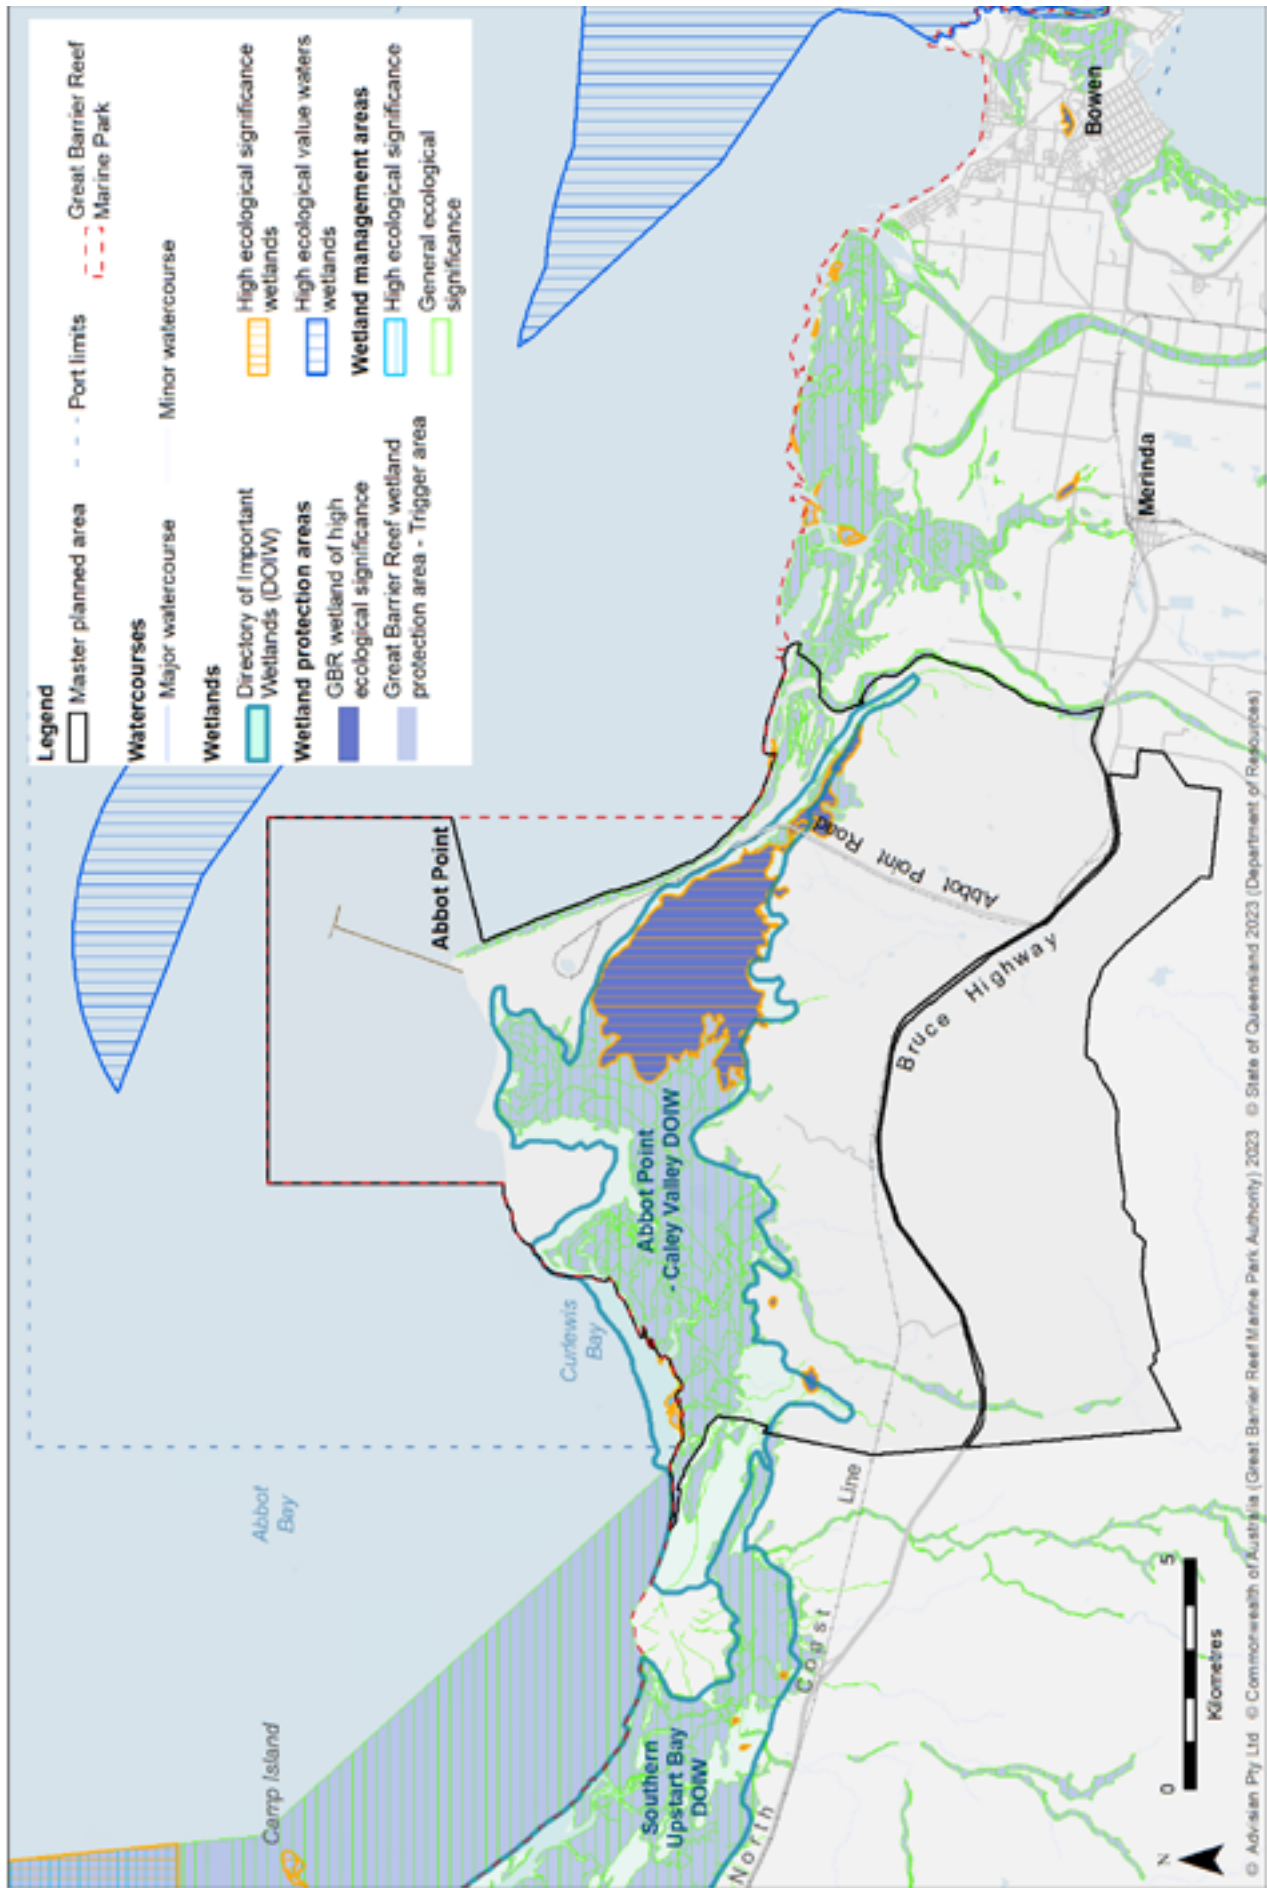 Legend
Master planned area
Port limits
Great Barrier Reef
Marine Park
Watercourses
Major watercourse
Minor watercourse
Wetlands
Directory of Important
Wetlands (DOIW)
High ecological significance
wetlands
Wetland protection areas
High ecological value waters
wetlands
GBR wetland of high
ecological significance
Wetland management areas
Great Barrier Reef wetland
protection area - Trigger area
High ecological significance
General ecological
significance
Camp Island
Abbot
Bay
Curlewis
Bay
Abbot Point
Abbot Point
- Caley Valley DOIW
Southern
Upstart Bay
DOIW
Abbot Point Road
Bruce Highway
North Coast Line
Merinda
Bowen
N
0 5
Kilometres
© Advisian Pty Ltd © Commonwealth of Australia (Great Barrier Reef Marine Park Authority) 2023 © State of Queensland 2023 (Department of Resources)